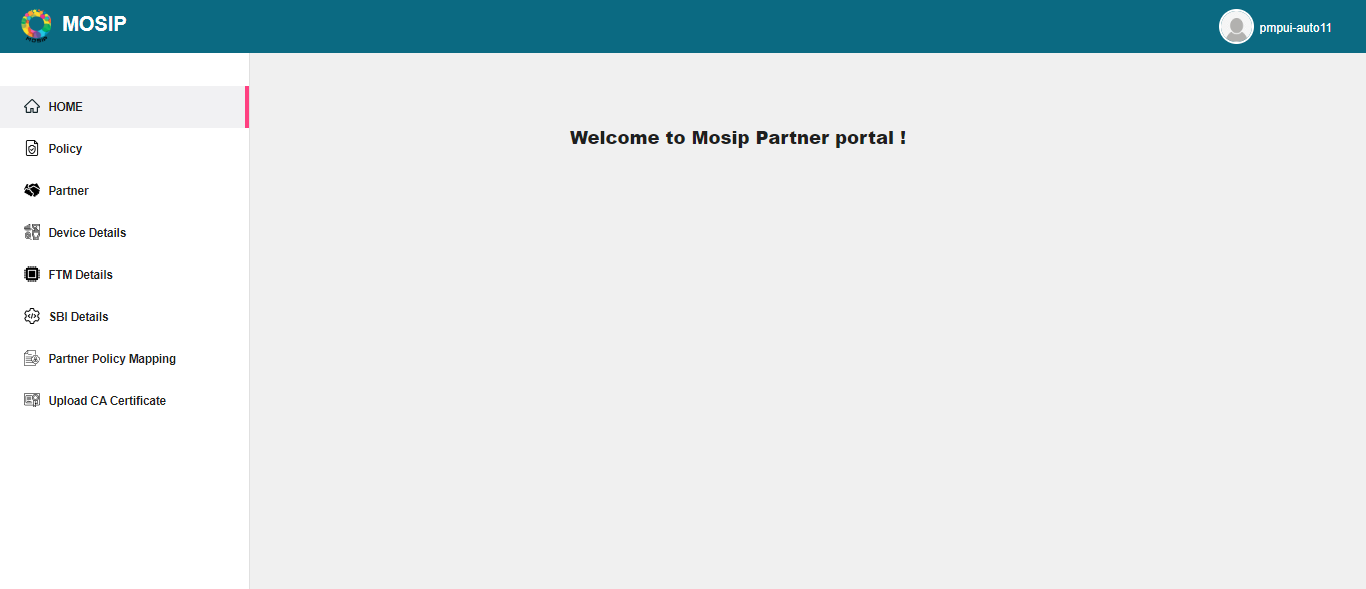 MOSIP
MOSIP
pmpui-auto11
HOME
Policy
Partner
Device Details
FTM Details
SBI Details
Partner Policy Mapping
Upload CA Certificate
Welcome to Mosip Partner portal !